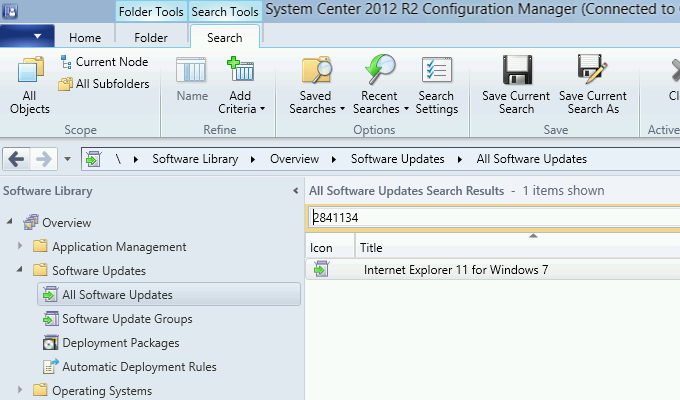 Folder Tools Search Tools System Center 2012 R2 Configuration Manager (Connected to
Home Folder Search
All Objects
Current Node
All Subfolders
Scope
Name
Add Criteria
Refine
Saved Searches
Recent Searches
Search Settings
Options
Save Current Search
Save Current Search As
Save
Active
\ Software Library Overview Software Updates All Software Updates
Software Library
Overview
Application Management
Software Updates
All Software Updates
Software Update Groups
Deployment Packages
Automatic Deployment Rules
Operating Systems
All Software Updates Search Results - 1 items shown
2841134
Icon Title
Internet Explorer 11 for Windows 7